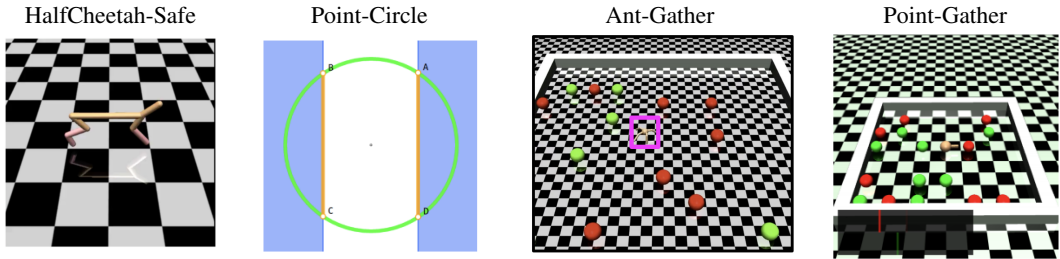 HalfCheetah-Safe
Point-Circle
Ant-Gather
Point-Gather
B
A
C
D